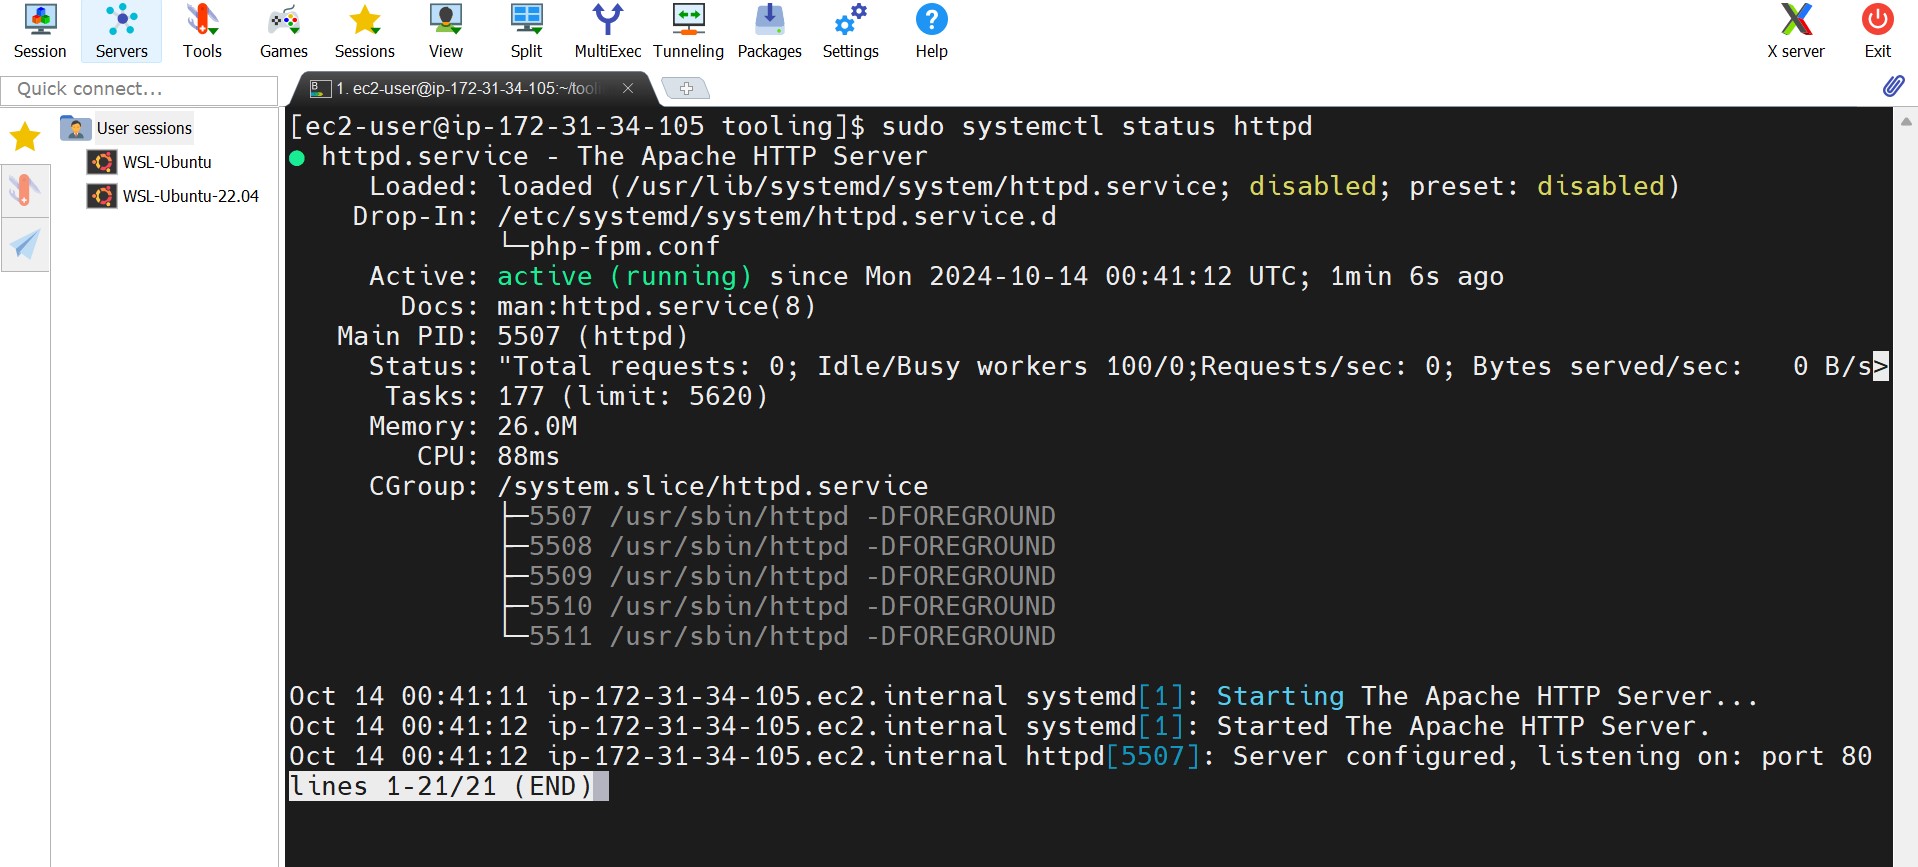 Session Servers Tools Games Sessions View Split MultiExec Tunneling Packages Settings Help X server Exit
Quick connect...
1. ec2-user@ip-172-31-34-105:~/tooli
User sessions
WSL-Ubuntu
WSL-Ubuntu-22.04
[ec2-user@ip-172-31-34-105 tooling]$ sudo systemctl status httpd
● httpd.service - The Apache HTTP Server
Loaded: loaded (/usr/lib/systemd/system/httpd.service; disabled; preset: disabled)
Drop-In: /etc/systemd/system/httpd.service.d
└─php-fpm.conf
Active: active (running) since Mon 2024-10-14 00:41:12 UTC; 1min 6s ago
Docs: man:httpd.service(8)
Main PID: 5507 (httpd)
Status: "Total requests: 0; Idle/Busy workers 100/0;Requests/sec: 0; Bytes served/sec:   0 B/s>
Tasks: 177 (limit: 5620)
Memory: 26.0M
CPU: 88ms
CGroup: /system.slice/httpd.service
├─5507 /usr/sbin/httpd -DFOREGROUND
├─5508 /usr/sbin/httpd -DFOREGROUND
├─5509 /usr/sbin/httpd -DFOREGROUND
├─5510 /usr/sbin/httpd -DFOREGROUND
└─5511 /usr/sbin/httpd -DFOREGROUND
Oct 14 00:41:11 ip-172-31-34-105.ec2.internal systemd[1]: Starting The Apache HTTP Server...
Oct 14 00:41:12 ip-172-31-34-105.ec2.internal systemd[1]: Started The Apache HTTP Server.
Oct 14 00:41:12 ip-172-31-34-105.ec2.internal httpd[5507]: Server configured, listening on: port 80
lines 1-21/21 (END)